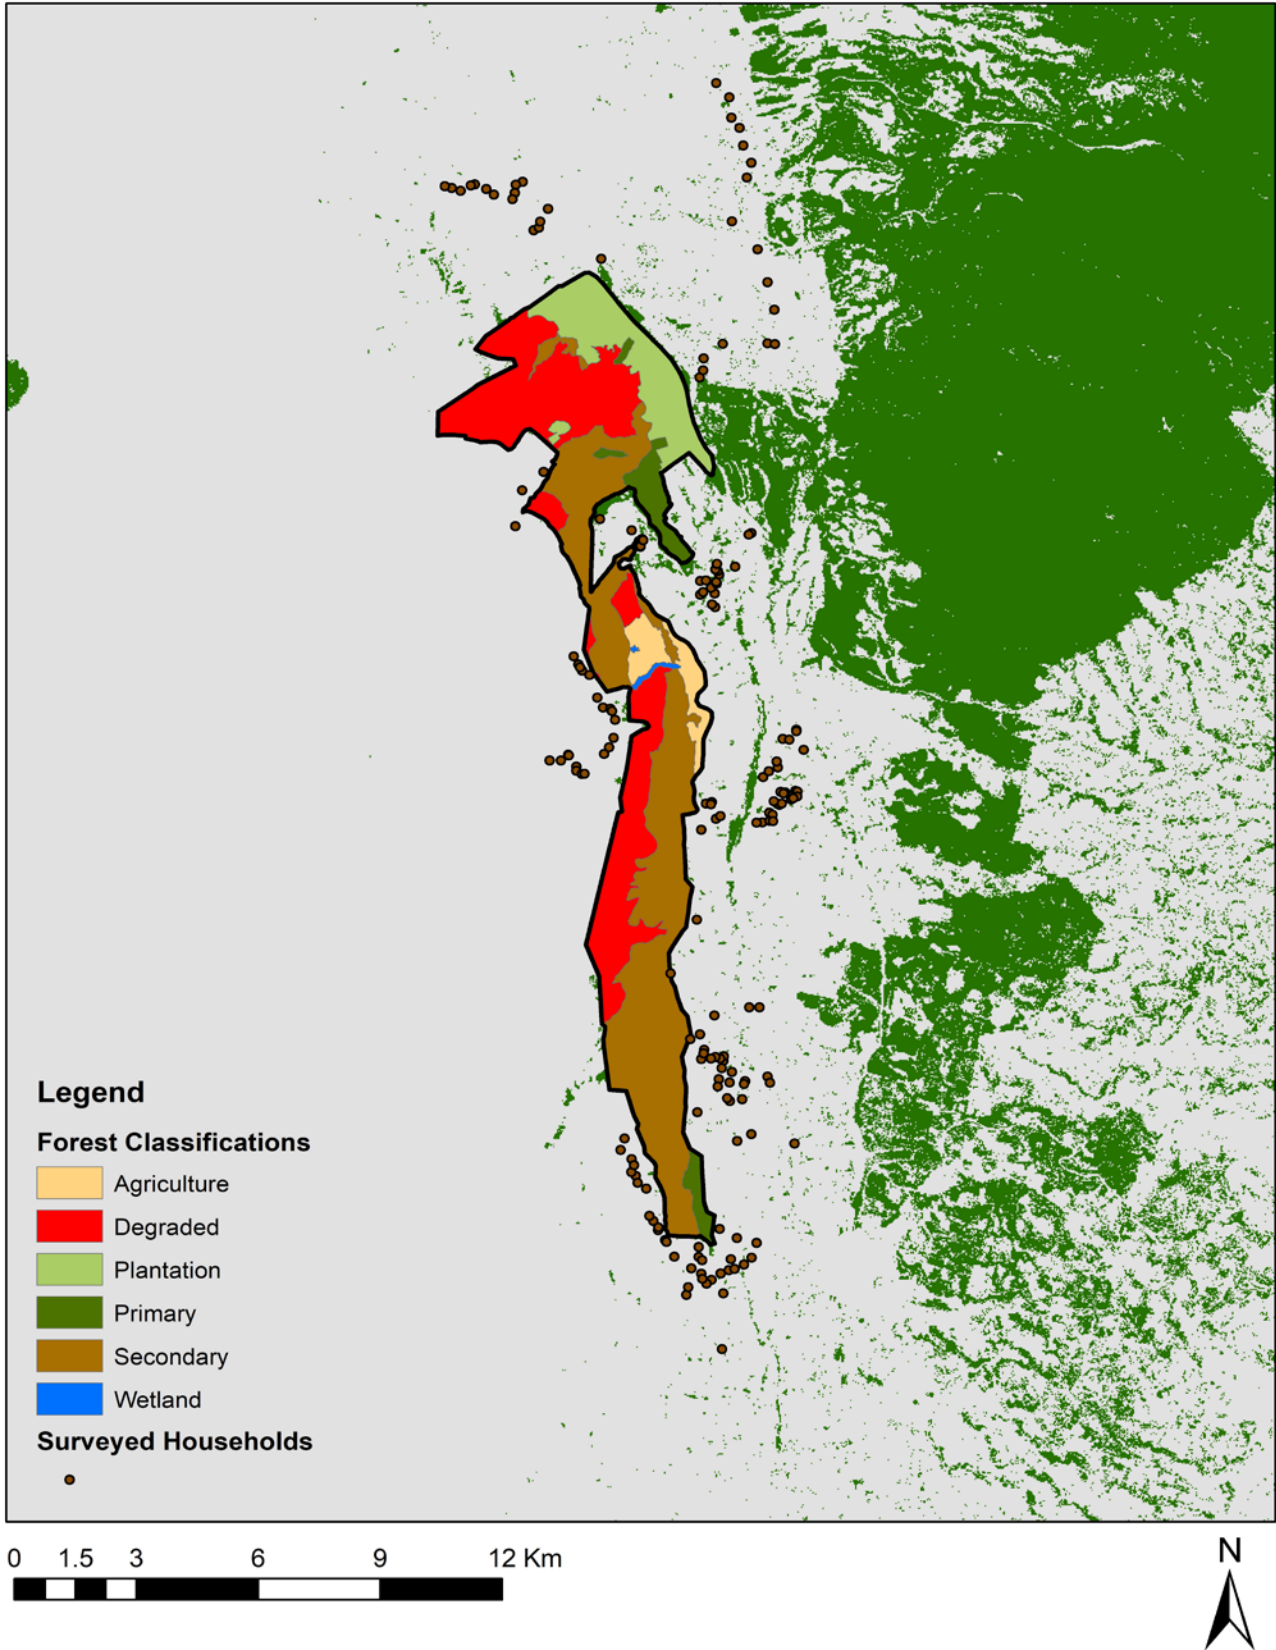 Legend
Forest Classifications
Agriculture
Degraded
Plantation
Primary
Secondary
Wetland
Surveyed Households
0 1.5 3 6 9 12 Km
N